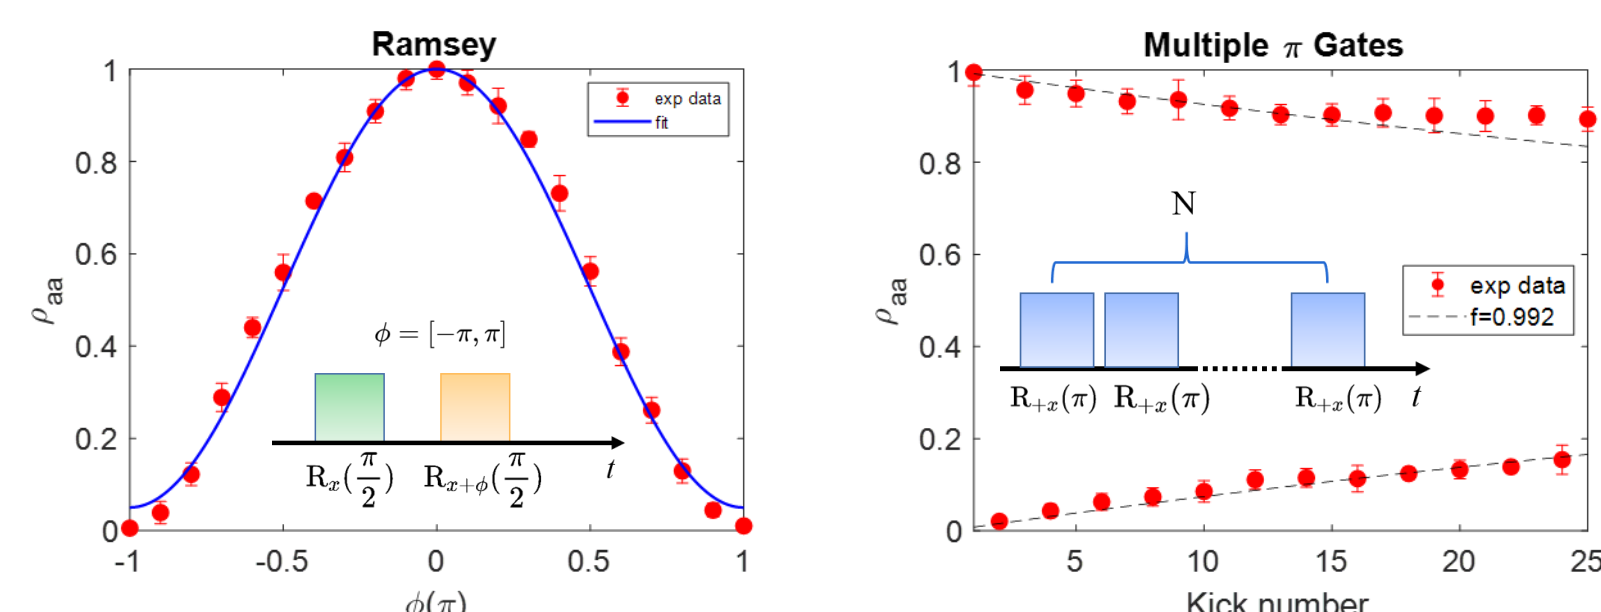 Ramsey
1
0.8
0.6
0.4
0.2
0
ρaa
exp data
fit
ϕ = [−π, π]
Rx(π/2)
Rx+ϕ(π/2)
t
-1
-0.5
0
0.5
1
ϕ(π)
Multiple π Gates
1
0.8
0.6
0.4
0.2
0
ρaa
N
exp data
f=0.992
R+x(π)
R+x(π)
R+x(π)
t
5
10
15
20
25
Kick number